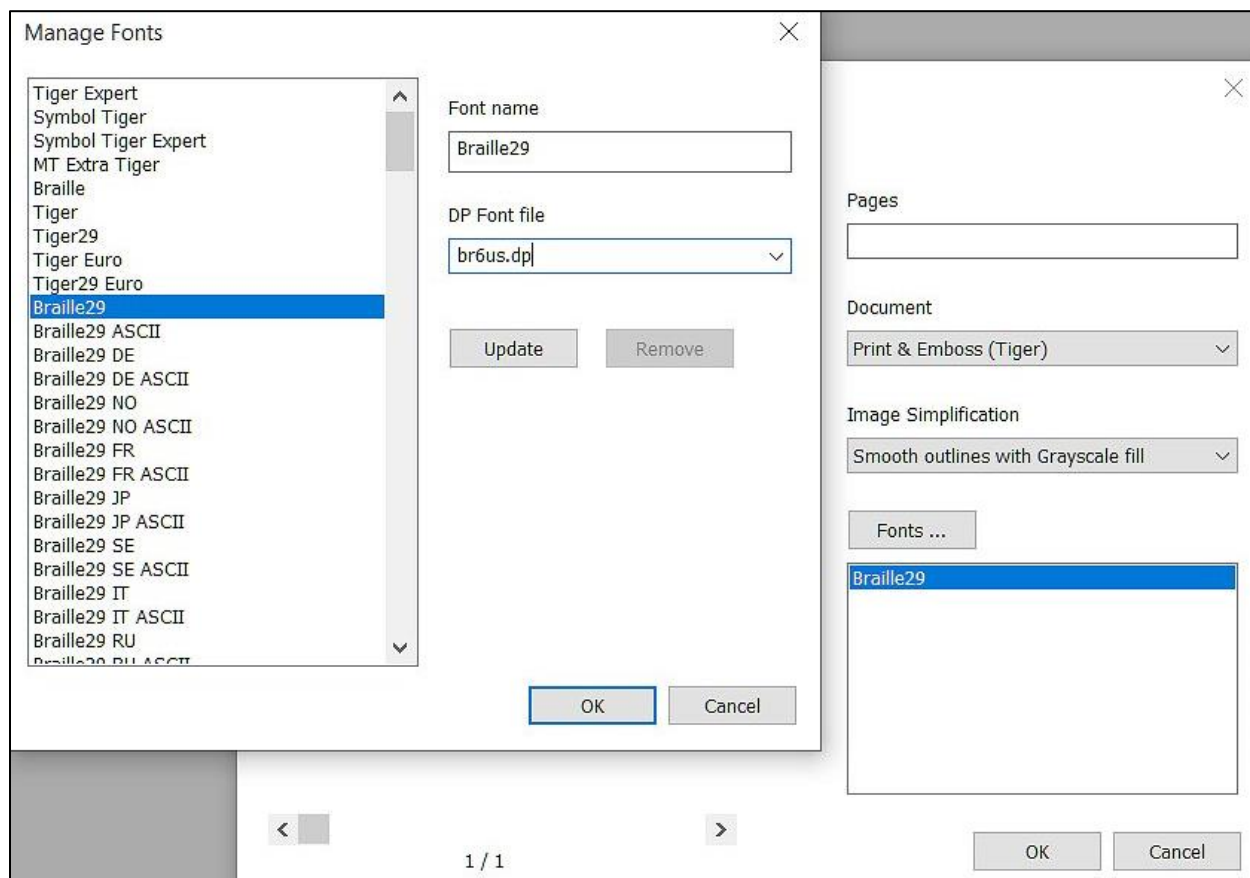 Manage Fonts
Tiger Expert
Symbol Tiger
Symbol Tiger Expert
MT Extra Tiger
Braille
Tiger
Tiger29
Tiger Euro
Tiger29 Euro
Braille29
Braille29 ASCII
Braille29 DE
Braille29 DE ASCII
Braille29 NO
Braille29 NO ASCII
Braille29 FR
Braille29 FR ASCII
Braille29 JP
Braille29 JP ASCII
Braille29 SE
Braille29 SE ASCII
Braille29 IT
Braille29 IT ASCII
Braille29 RU
Braille29 RU ASCII
Font name
Braille29
DP Font file
br6us.dp
Update
Remove
OK
Cancel
Pages
Document
Print & Emboss (Tiger)
Image Simplification
Smooth outlines with Grayscale fill
Fonts ...
Braille29
1 / 1
OK
Cancel